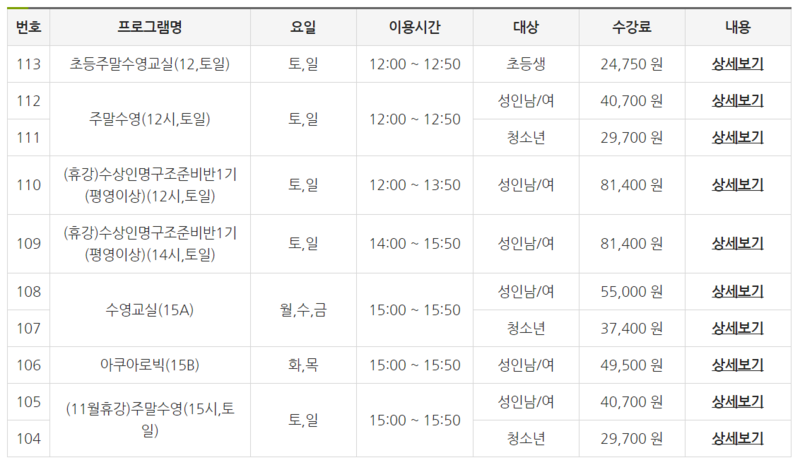 번호 프로그램명 요일 이용시간 대상 수강료 내용
113 초등주말수영교실(12,토일) 토,일 12:00 ~ 12:50 초등생 24,750 원 상세보기
112 성인남/여 40,700 원 상세보기
주말수영(12시,토일) 토,일 12:00 ~ 12:50
111 청소년 29,700 원 상세보기
(휴강)수상인명구조준비반1기
110 토,일 12:00 ~ 13:50 성인남/여 81,400 원 상세보기
(평영이상)(12시,토일)
(휴강)수상인명구조준비반1기
109 토,일 14:00 ~ 15:50 성인남/여 81,400 원 상세보기
(평영이상)(14시,토일)
108 성인남/여 55,000 원 상세보기
수영교실(15A) 월,수,금 15:00 ~ 15:50
107 청소년 37,400 원 상세보기
106 아쿠아로빅(15B) 화,목 15:00 ~ 15:50 성인남/여 49,500 원 상세보기
105 성인남/여 40,700 원 상세보기
(11월휴강)주말수영(15시,토
일) 토,일 15:00 ~ 15:50
104 청소년 29,700 원 상세보기